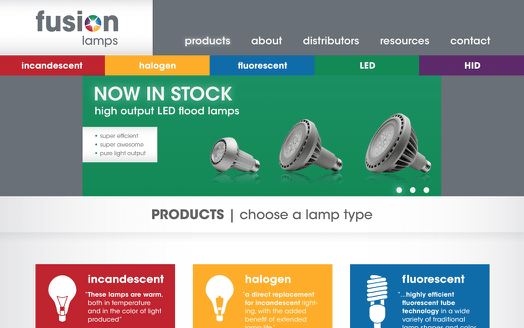 fusion
lamps
products about distributors resources contact
incandescent halogen fluorescent LED HID
NOW IN STOCK
high output LED flood lamps
• super efficient
• super awesome
• pure light output
PRODUCTS | choose a lamp type
incandescent
"These lamps are warm,
both in temperature
and in the color of light
produced"
halogen
"a direct replacement
for incandescent light-
ing, with the added
benefit of extended
lamp life."
fluorescent
"...highly efficient
fluorescent tube
technology in a wide
variety of traditional
lamp shapes and color